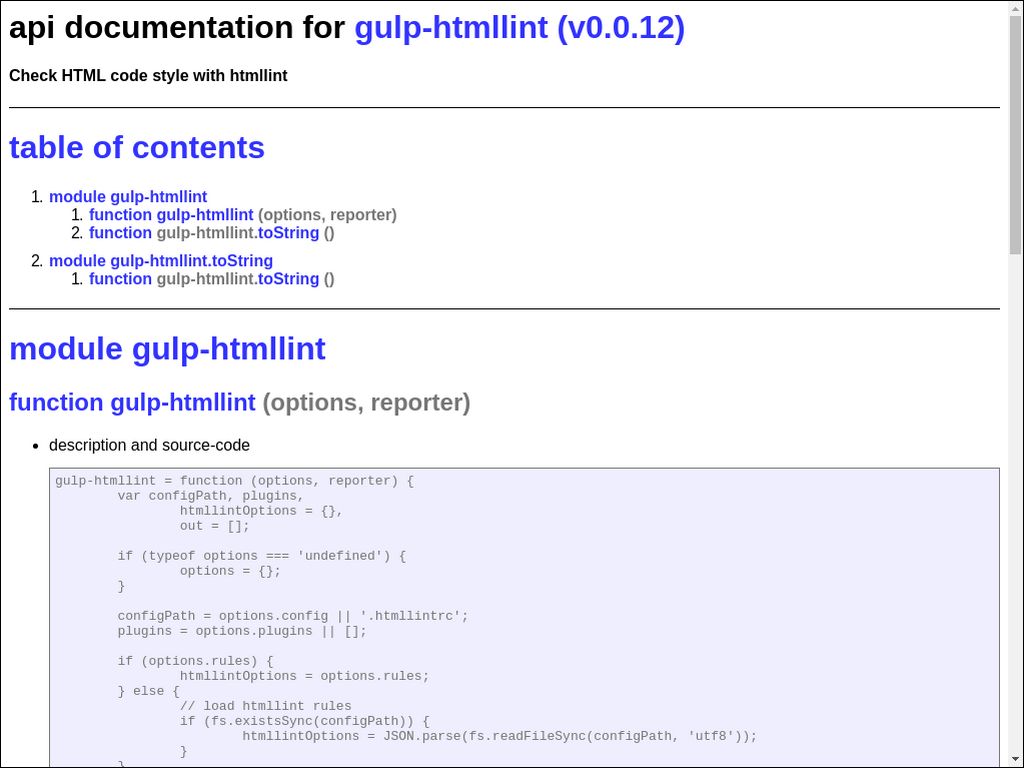 api documentation for gulp-htmllint (v0.0.12)
Check HTML code style with htmllint
table of contents
1. module gulp-htmllint
1. function gulp-htmllint (options, reporter)
2. function gulp-htmllint.toString ()
2. module gulp-htmllint.toString
1. function gulp-htmllint.toString ()
module gulp-htmllint
function gulp-htmllint (options, reporter)
• description and source-code
gulp-htmllint = function (options, reporter) {
        var configPath, plugins,
                htmllintOptions = {},
                out = [];
        if (typeof options === 'undefined') {
                options = {};
        }
        configPath = options.config || '.htmllintrc';
        plugins = options.plugins || [];
        if (options.rules) {
                htmllintOptions = options.rules;
        } else {
                // load htmllint rules
                if (fs.existsSync(configPath)) {
                        htmllintOptions = JSON.parse(fs.readFileSync(configPath, 'utf8'));
                }
        }